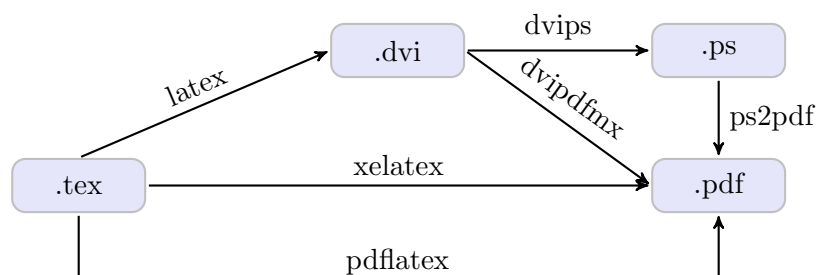 dvips
.dvi
.ps
latex
dvipdfmx
ps2pdf
.tex
xelatex
.pdf
pdflatex